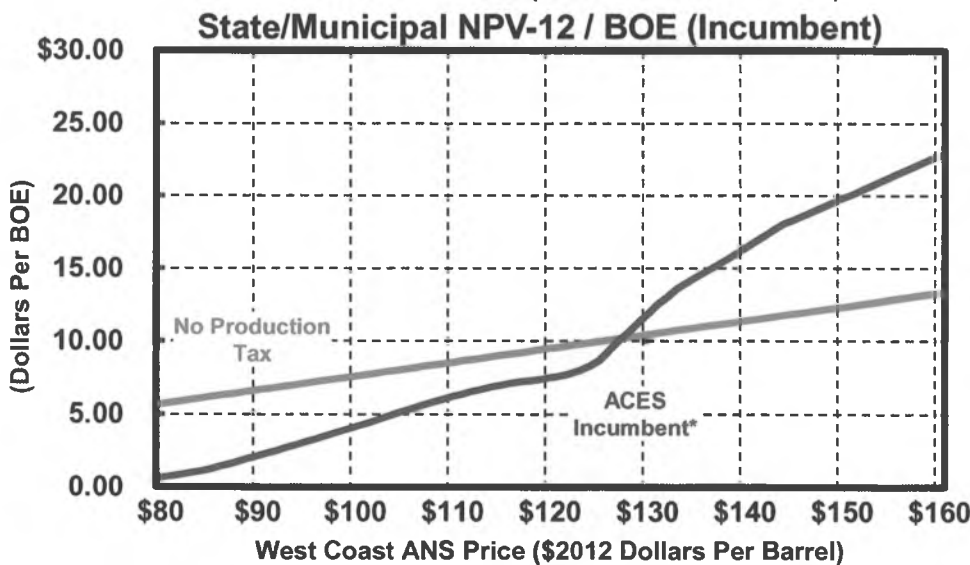 State/Municipal NPV-12 / BOE (Incumbent)
$30.00
25.00
20.00
15.00
10.00
5.00
0.00
(Dollars Per BOE)
No Production
Tax
ACES
Incumbent*
$80
$90
$100
$110
$120
$130
$140
$150
$160
West Coast ANS Price ($2012 Dollars Per Barrel)